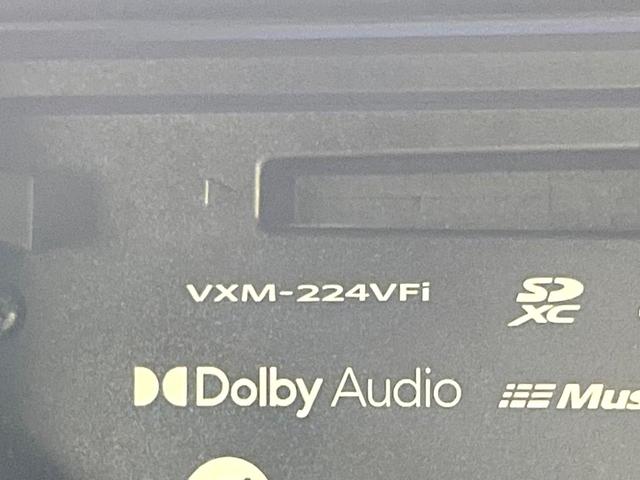 VXM-224VFi
SD
XC
Dolby Audio